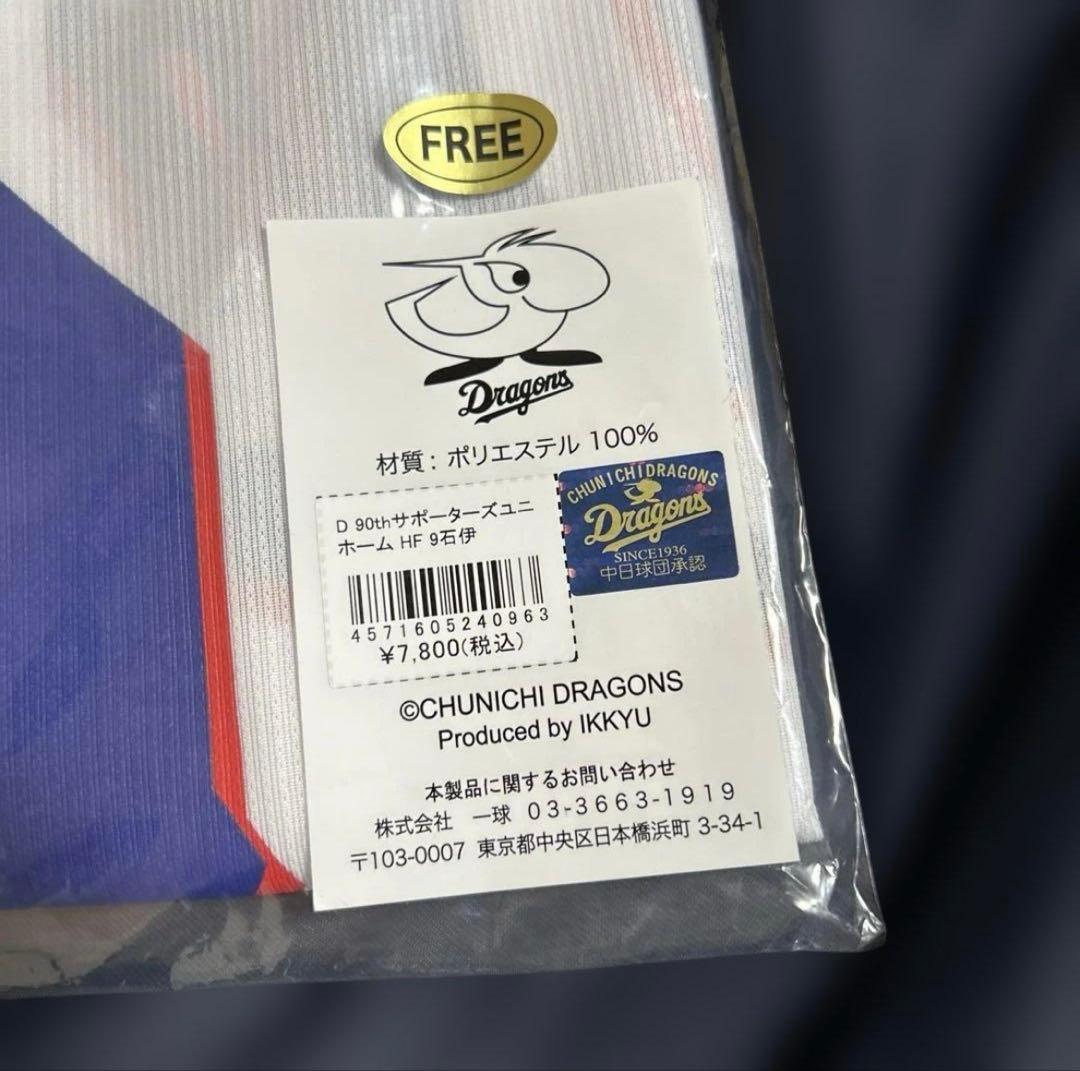 FREE
Dragons
材質: ポリエステル 100%
D 90thサポーターズユニ
ホーム HF 9石伊
4571605240963
¥7,800(税込)
CHUNICHI DRAGONS
Dragons
SINCE1936
中日球団承認
©CHUNICHI DRAGONS
Produced by IKKYU
本製品に関するお問い合わせ
株式会社 一球 03-3663-1919
〒103-0007 東京都中央区日本橋浜町 3-34-1